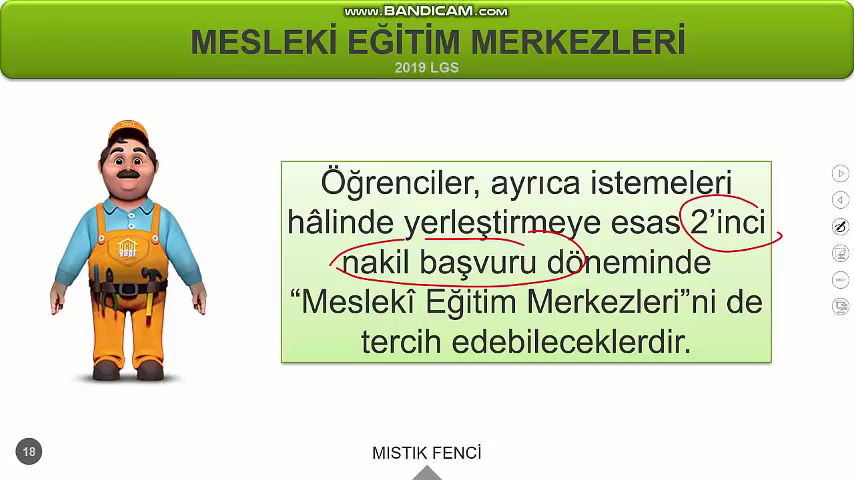 www.BANDICAM.com
MESLEKİ EĞİTİM MERKEZLERİ
2019 LGS
Öğrenciler, ayrıca istemeleri
hâlinde yerleştirmeye esas 2’inci
nakil başvuru döneminde
“Meslekî Eğitim Merkezleri”ni de
tercih edebileceklerdir.
18
MISTIK FENCİ